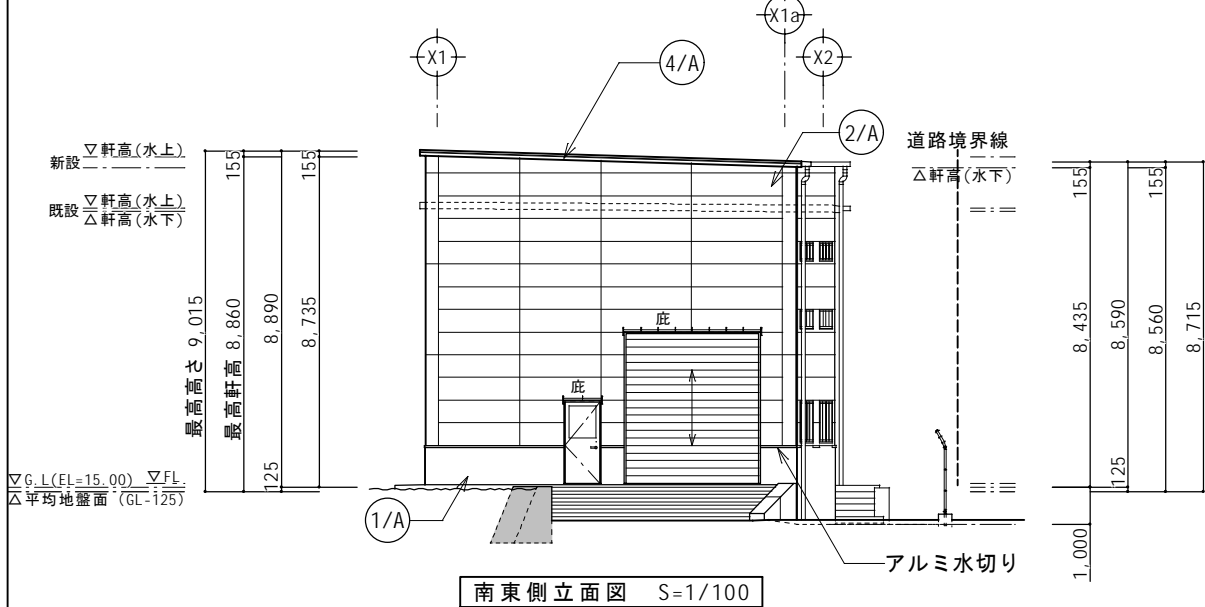 X1
X1a
X2
4/A
2/A
道路境界線
新設
▽軒高(水上)
△軒高(水下)
既設
▽軒高(水上)
△軒高(水下)
155
155
155
155
最高高さ 9,015
最高軒高 8,860
8,890
8,735
125
庇
庇
8,435
8,590
8,560
8,715
125
1,000
▽G.L(EL=15.00) ▽FL
△平均地盤面 (GL-125)
1/A
アルミ水切り
南東側立面図 S=1/100